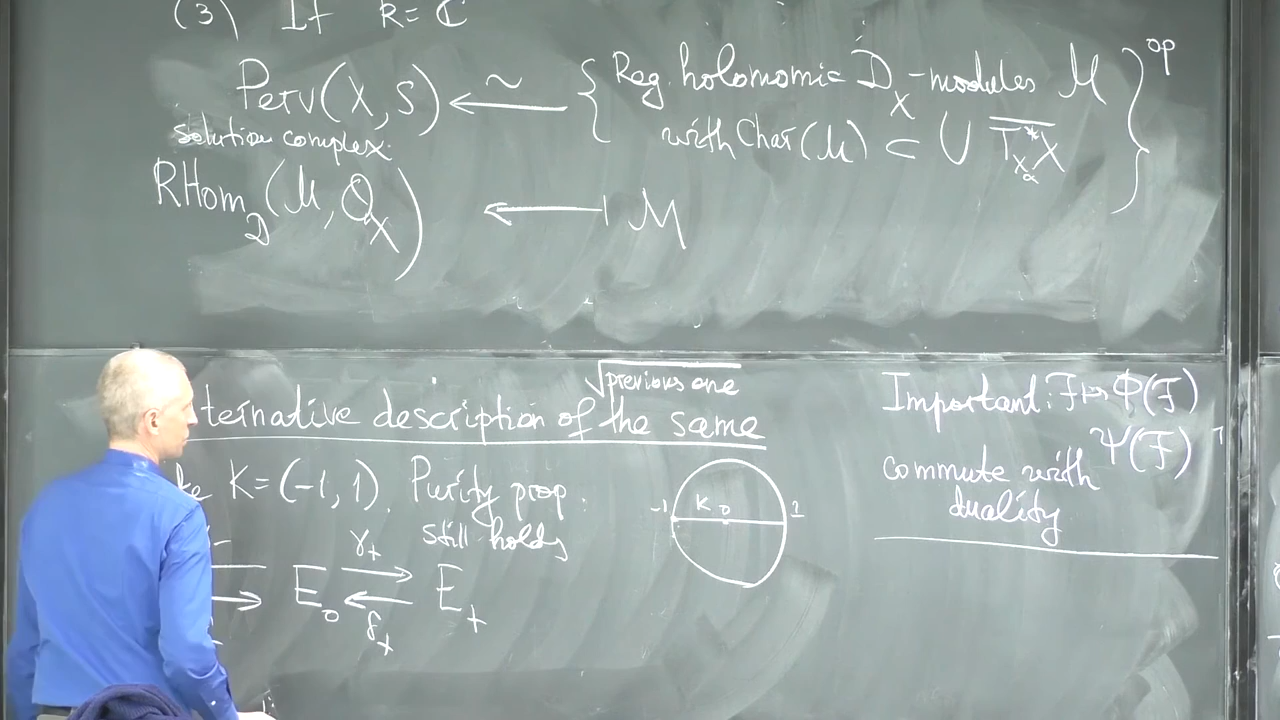 (3) If k = ℂ
Perv(X, S) ←~ { Reg. holonomic D_X-modules M with Char(M) ⊂ ∪ \overline{T^*_{X_α} X} }^op
solution complex
RHom_D(M, O_X) ⟵| M
√previous one
ternative description of the same
ke K=(-1, 1). Purity prop.
still holds
-1 K 0 1
γ_+
E_0 ⇄ E_+
δ_+
Important: F ↦ Φ(F)
Ψ(F)
commute with
duality